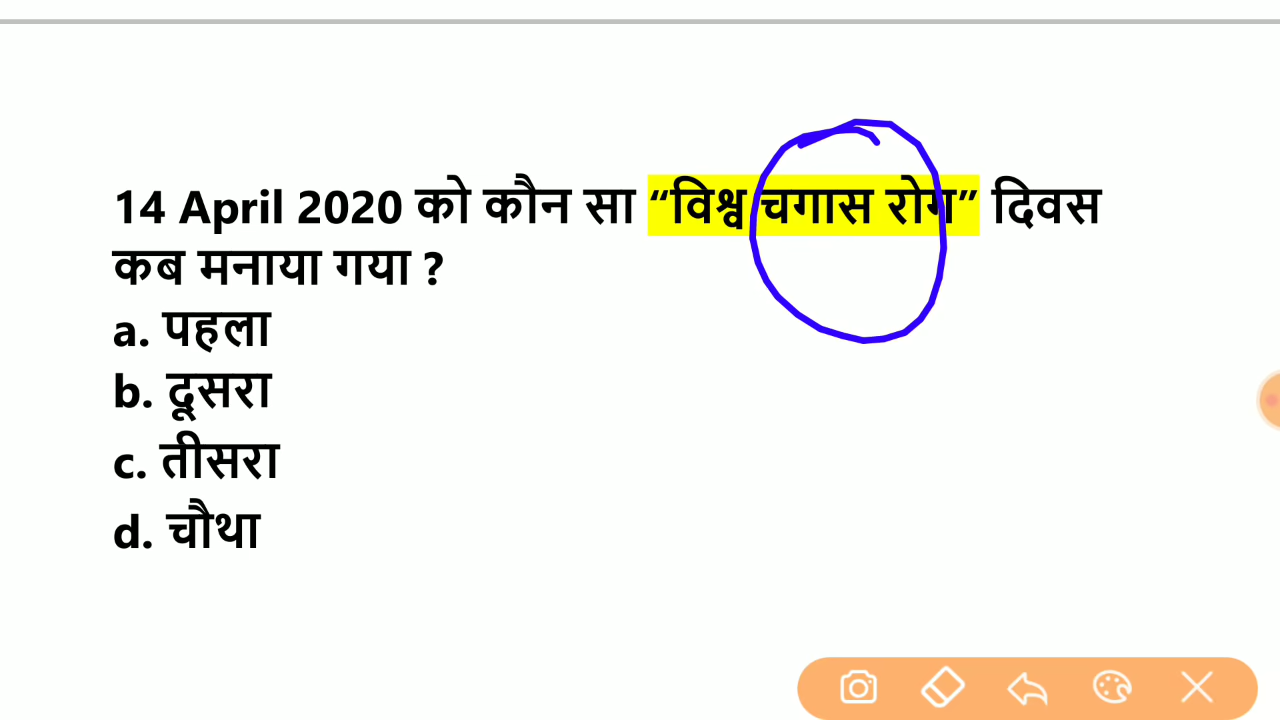 14 April 2020 को कौन सा “विश्व चगास रोग” दिवस
कब मनाया गया ?
a. पहला
b. दूसरा
c. तीसरा
d. चौथा